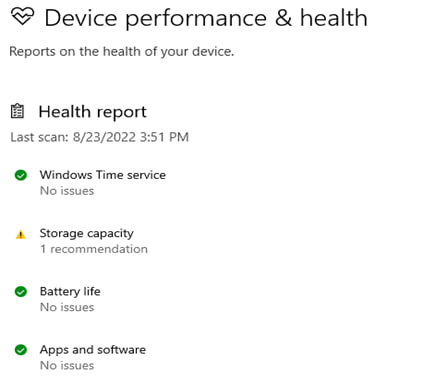 Device performance & health
Reports on the health of your device.
Health report
Last scan: 8/23/2022 3:51 PM
Windows Time service
No issues
Storage capacity
1 recommendation
Battery life
No issues
Apps and software
No issues